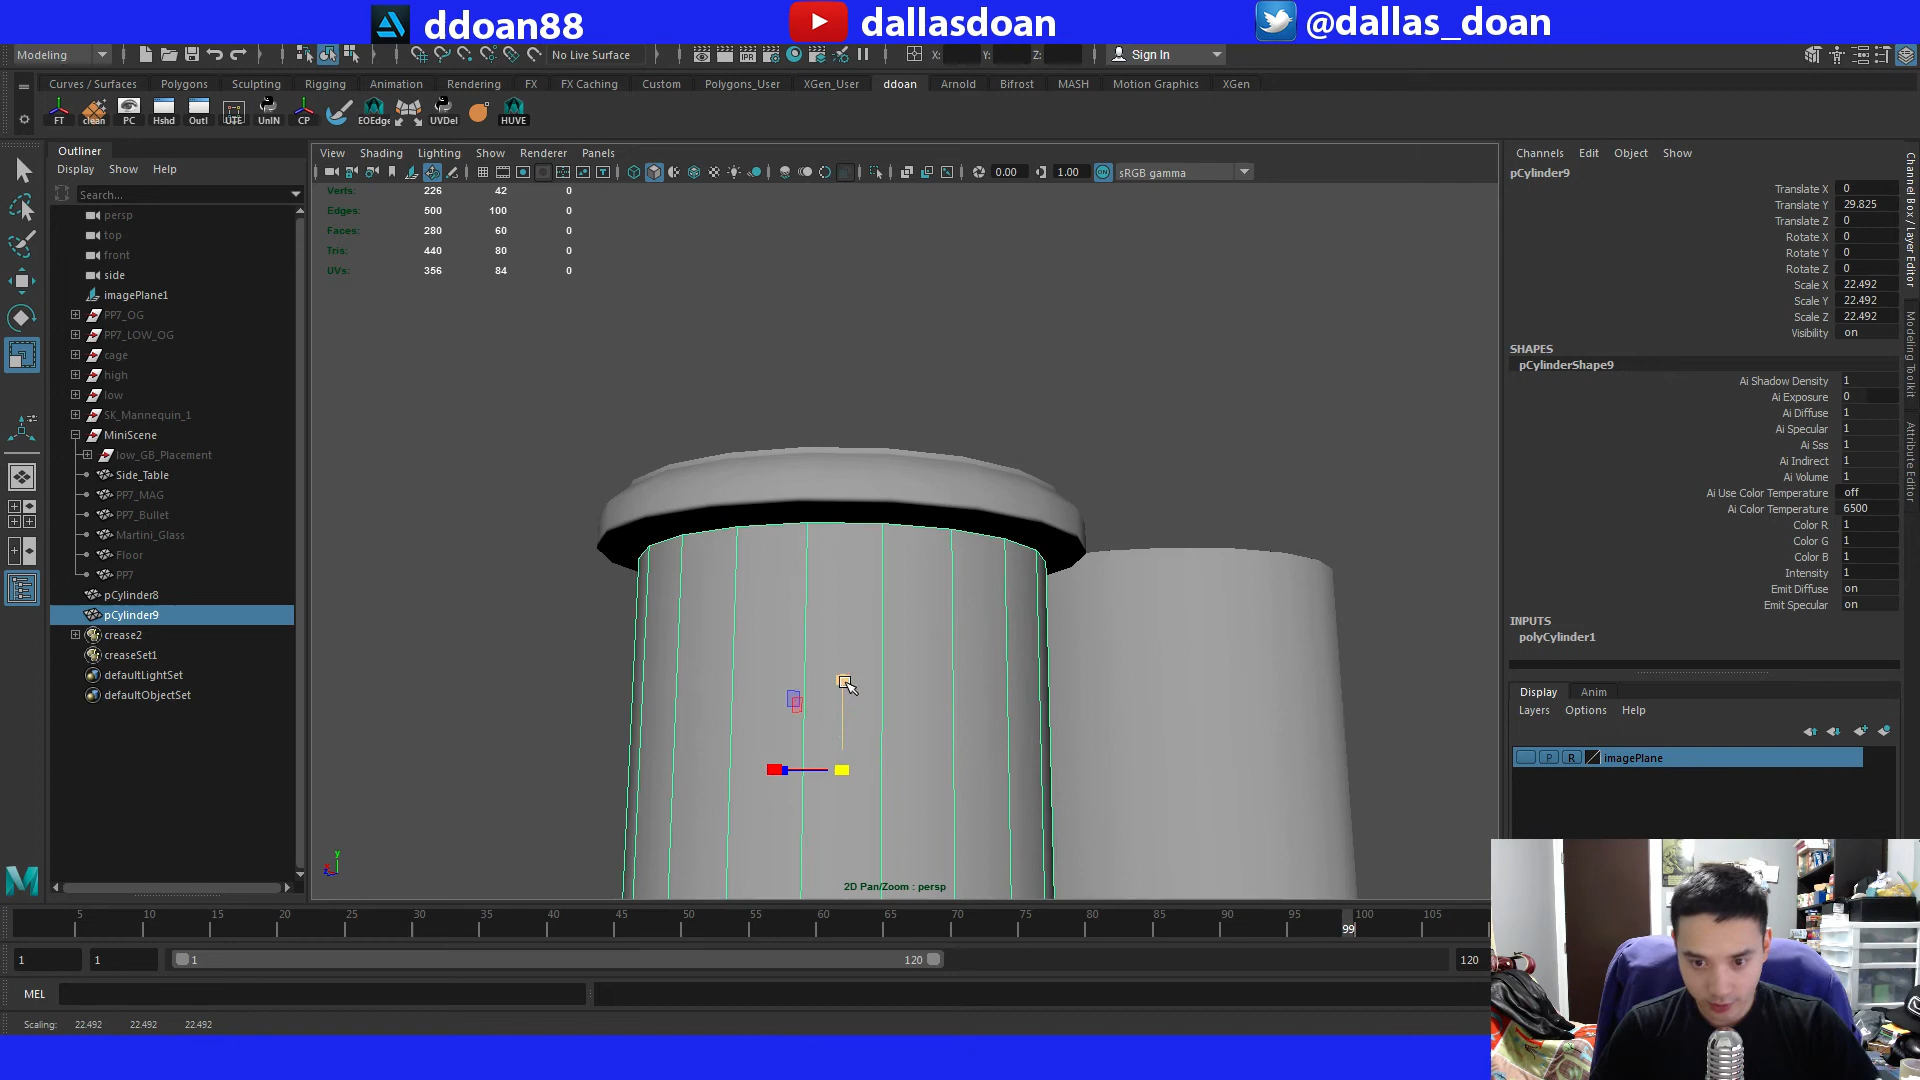 ddoan88
dallasdoan
@dallas_doan
Modeling
No Live Surface
X:
Y:
Z:
Sign In
Curves / Surfaces Polygons Sculpting Rigging Animation Rendering FX FX Caching Custom Polygons_User XGen_User ddoan Arnold Bifrost MASH Motion Graphics XGen
FT clean PC Hshd Outl UTE UnIN CP EOEdge UVDel HUVE
Outliner
Display Show Help
Search...
persp
top
front
side
imagePlane1
PP7_OG
PP7_LOW_OG
cage
high
low
SK_Mannequin_1
MiniScene
low_GB_Placement
Side_Table
PP7_MAG
PP7_Bullet
Martini_Glass
Floor
PP7
pCylinder8
pCylinder9
crease2
creaseSet1
defaultLightSet
defaultObjectSet
View Shading Lighting Show Renderer Panels
0.00 1.00 ON sRGB gamma
Verts: 226 42 0
Edges: 500 100 0
Faces: 280 60 0
Tris: 440 80 0
UVs: 356 84 0
y
2D Pan/Zoom : persp
Channels Edit Object Show
pCylinder9
Translate X 0
Translate Y 29.825
Translate Z 0
Rotate X 0
Rotate Y 0
Rotate Z 0
Scale X 22.492
Scale Y 22.492
Scale Z 22.492
Visibility on
SHAPES
pCylinderShape9
Ai Shadow Density 1
Ai Exposure 0
Ai Diffuse 1
Ai Specular 1
Ai Sss 1
Ai Indirect 1
Ai Volume 1
Ai Use Color Temperature off
Ai Color Temperature 6500
Color R 1
Color G 1
Color B 1
Intensity 1
Emit Diffuse on
Emit Specular on
INPUTS
polyCylinder1
Display Anim
Layers Options Help
P R imagePlane
Channel Box / Layer Editor
Modeling Toolkit
Attribute Editor
5 10 15 20 25 30 35 40 45 50 55 60 65 70 75 80 85 90 95 100 105
99
1 1 1 120 120
MEL
Scaling: 22.492 22.492 22.492